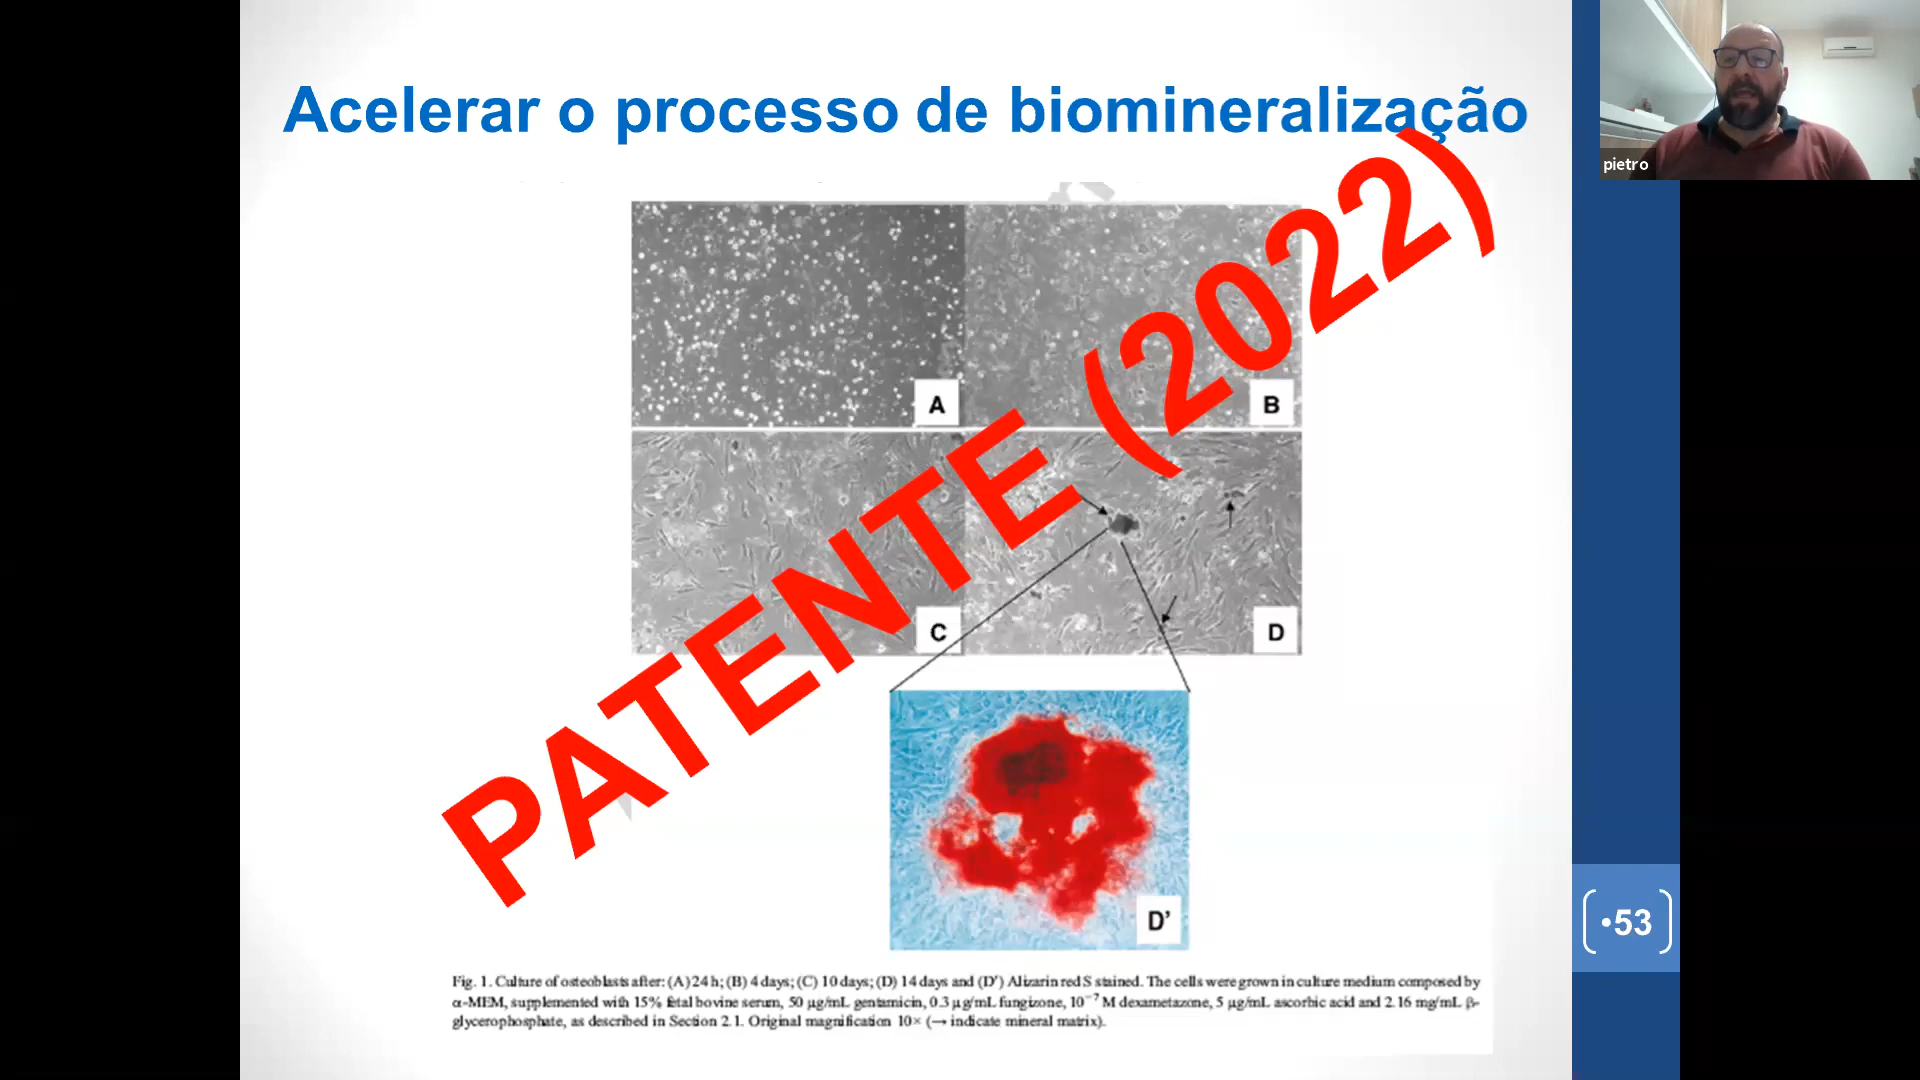 Acelerar o processo de biomineralização
pietro
PATENTE (2022)
A
B
C
D
D’
•53
Fig. 1. Culture of osteoblasts after: (A) 24 h; (B) 4 days; (C) 10 days; (D) 14 days and (D′) Alizarin red S stained. The cells were grown in culture medium composed by
α-MEM, supplemented with 15% fetal bovine serum, 50 μg/mL gentamicin, 0.3 μg/mL fungizone, 10⁻⁷ M dexametazone, 5 μg/mL ascorbic acid and 2.16 mg/mL β-
glycerophosphate, as described in Section 2.1. Original magnification 10× (→ indicate mineral matrix).